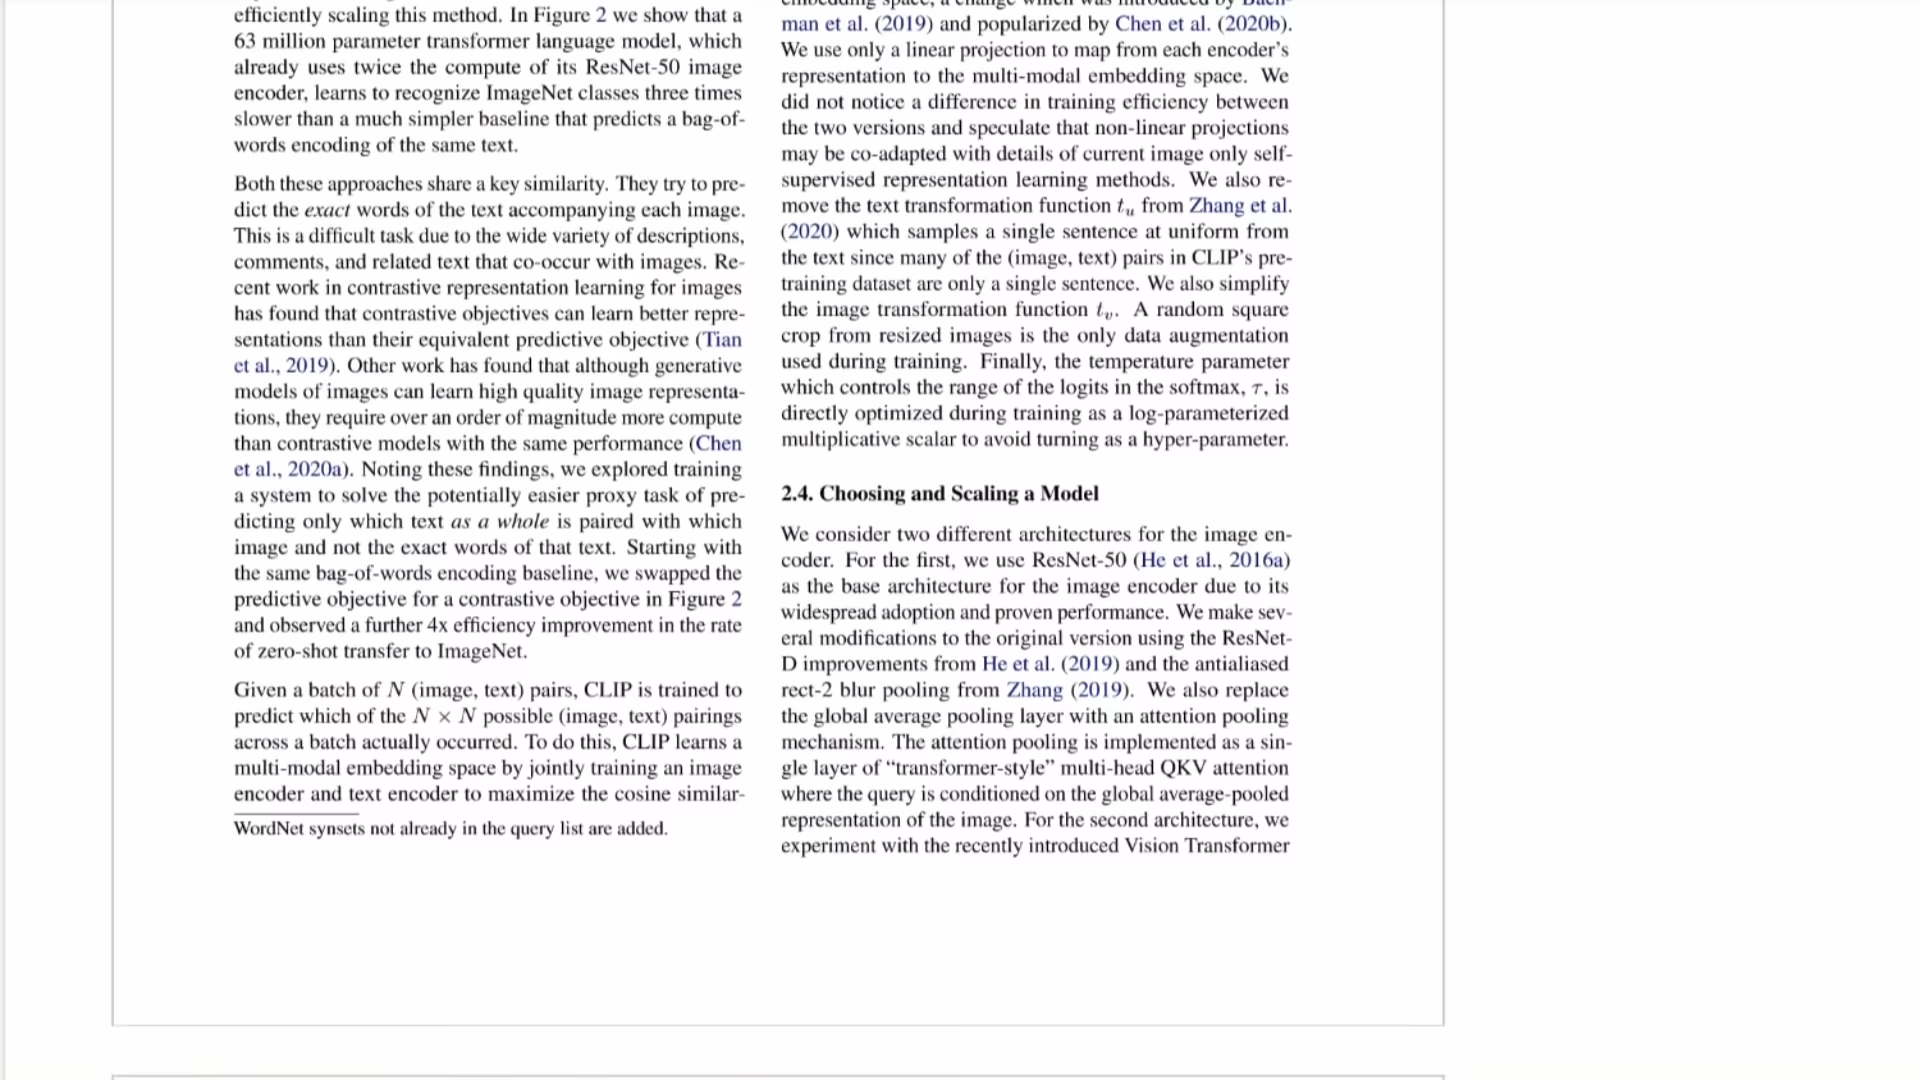 efficiently scaling this method. In Figure 2 we show that a
63 million parameter transformer language model, which
already uses twice the compute of its ResNet-50 image
encoder, learns to recognize ImageNet classes three times
slower than a much simpler baseline that predicts a bag-of-
words encoding of the same text.
Both these approaches share a key similarity. They try to pre-
dict the exact words of the text accompanying each image.
This is a difficult task due to the wide variety of descriptions,
comments, and related text that co-occur with images. Re-
cent work in contrastive representation learning for images
has found that contrastive objectives can learn better repre-
sentations than their equivalent predictive objective (Tian
et al., 2019). Other work has found that although generative
models of images can learn high quality image representa-
tions, they require over an order of magnitude more compute
than contrastive models with the same performance (Chen
et al., 2020a). Noting these findings, we explored training
a system to solve the potentially easier proxy task of pre-
dicting only which text as a whole is paired with which
image and not the exact words of that text. Starting with
the same bag-of-words encoding baseline, we swapped the
predictive objective for a contrastive objective in Figure 2
and observed a further 4x efficiency improvement in the rate
of zero-shot transfer to ImageNet.
Given a batch of N (image, text) pairs, CLIP is trained to
predict which of the N × N possible (image, text) pairings
across a batch actually occurred. To do this, CLIP learns a
multi-modal embedding space by jointly training an image
encoder and text encoder to maximize the cosine similar-
WordNet synsets not already in the query list are added.
embedding space, a change which was introduced by Bach-
man et al. (2019) and popularized by Chen et al. (2020b).
We use only a linear projection to map from each encoder's
representation to the multi-modal embedding space. We
did not notice a difference in training efficiency between
the two versions and speculate that non-linear projections
may be co-adapted with details of current image only self-
supervised representation learning methods. We also re-
move the text transformation function tᵤ from Zhang et al.
(2020) which samples a single sentence at uniform from
the text since many of the (image, text) pairs in CLIP's pre-
training dataset are only a single sentence. We also simplify
the image transformation function tᵥ. A random square
crop from resized images is the only data augmentation
used during training. Finally, the temperature parameter
which controls the range of the logits in the softmax, τ, is
directly optimized during training as a log-parameterized
multiplicative scalar to avoid turning as a hyper-parameter.
2.4. Choosing and Scaling a Model
We consider two different architectures for the image en-
coder. For the first, we use ResNet-50 (He et al., 2016a)
as the base architecture for the image encoder due to its
widespread adoption and proven performance. We make sev-
eral modifications to the original version using the ResNet-
D improvements from He et al. (2019) and the antialiased
rect-2 blur pooling from Zhang (2019). We also replace
the global average pooling layer with an attention pooling
mechanism. The attention pooling is implemented as a sin-
gle layer of “transformer-style” multi-head QKV attention
where the query is conditioned on the global average-pooled
representation of the image. For the second architecture, we
experiment with the recently introduced Vision Transformer